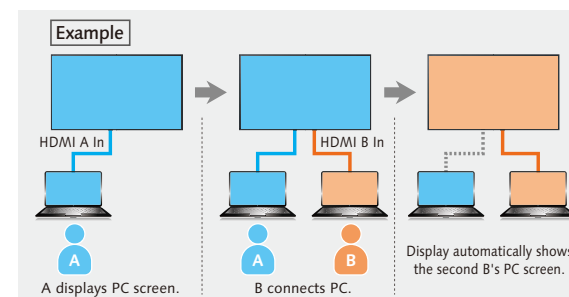 Example
HDMI A In
HDMI B In
A
A
B
A displays PC screen.
B connects PC.
Display automatically shows
the second B's PC screen.